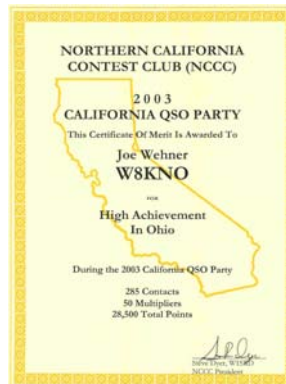 NORTHERN CALIFORNIA
CONTEST CLUB (NCCC)
2003
CALIFORNIA QSO PARTY
This Certificate Of Merit Is Awarded To
Joe Wehner
W8KNO
FOR
High Achievement
In Ohio
During the 2003 California QSO Party
285 Contacts
50 Multipliers
28,500 Total Points
Steve Dyer,
NCCC President